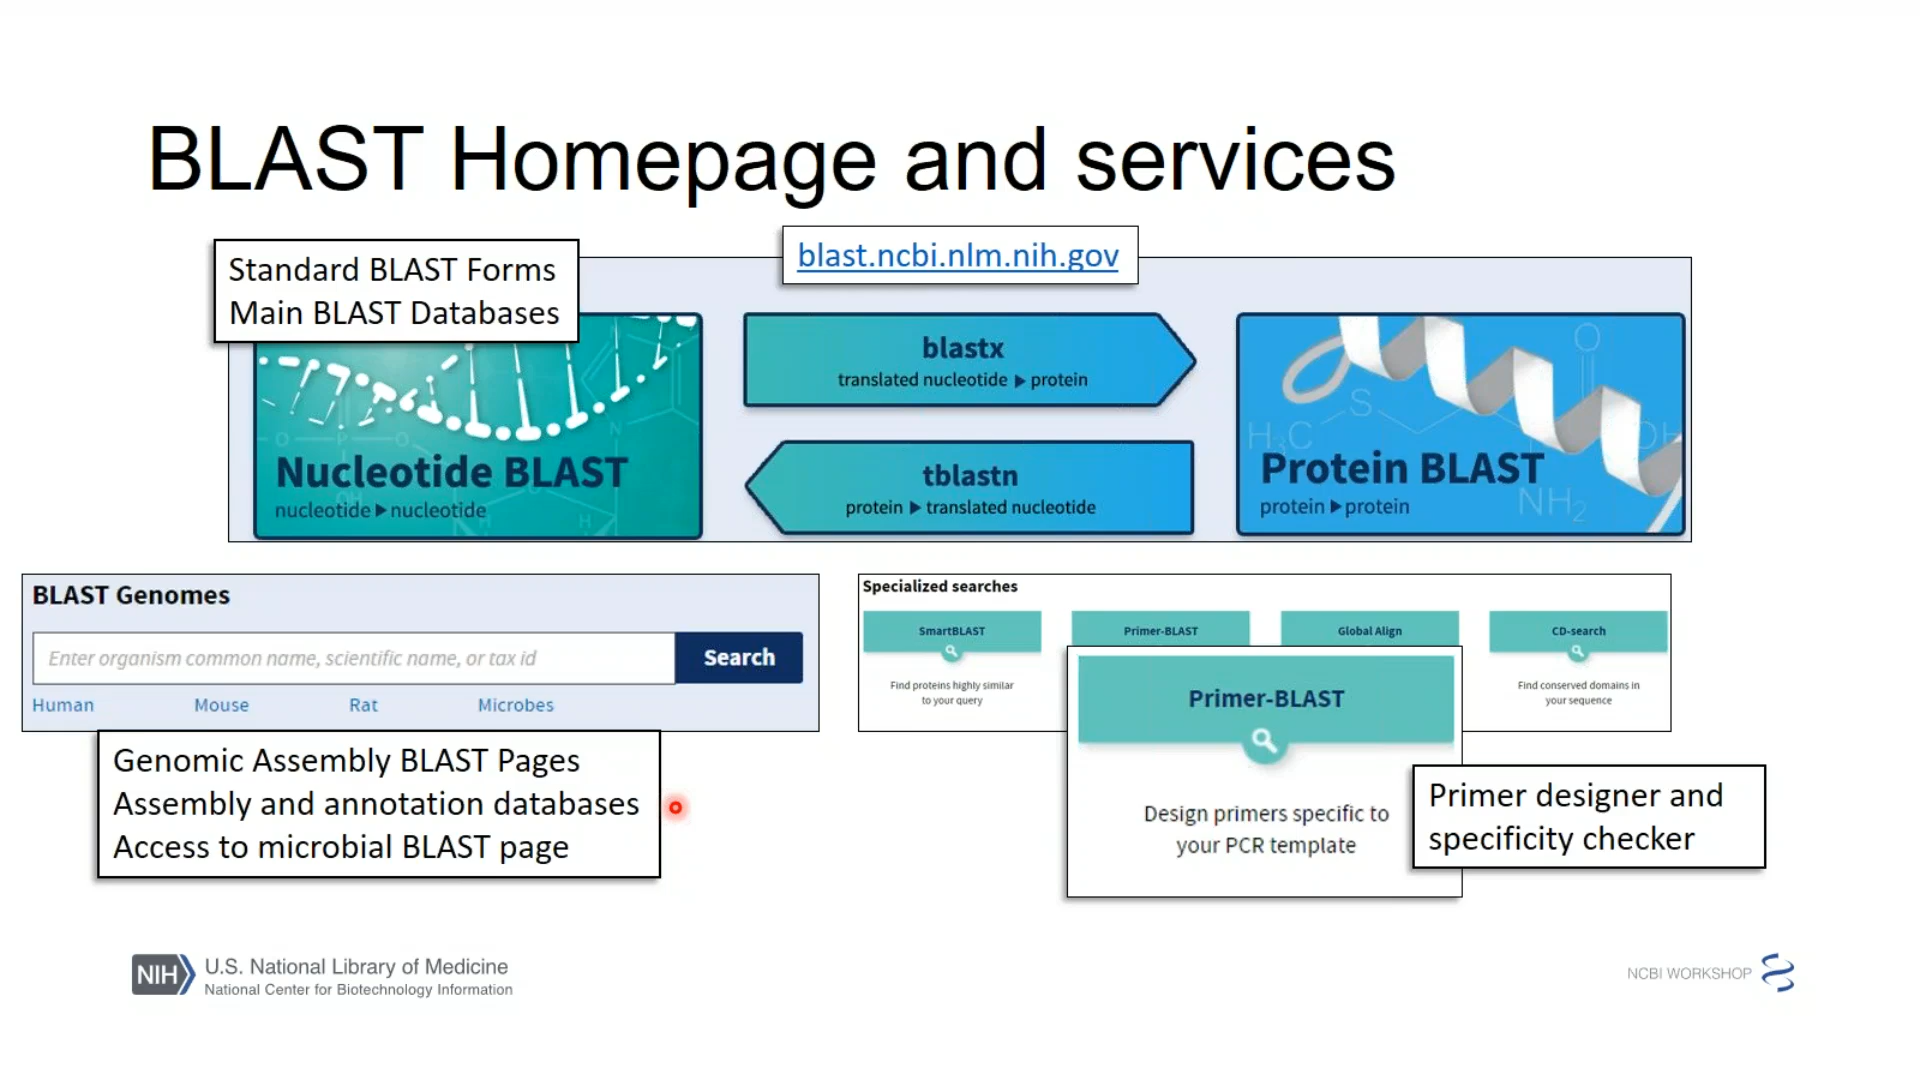 BLAST Homepage and services
Standard BLAST Forms
Main BLAST Databases
blast.ncbi.nlm.nih.gov
Nucleotide BLAST
nucleotide ▶ nucleotide
blastx
translated nucleotide ▶ protein
tblastn
protein ▶ translated nucleotide
Protein BLAST
protein ▶ protein
O
P
O
OH
N
H
H
H₃C
S
O
OH
NH₂
BLAST Genomes
Enter organism common name, scientific name, or tax id
Search
Human Mouse Rat Microbes
Genomic Assembly BLAST Pages
Assembly and annotation databases
Access to microbial BLAST page
Specialized searches
SmartBLAST
Find proteins highly similar
to your query
Primer-BLAST
Global Align
CD-search
Find conserved domains in
your sequence
Primer-BLAST
Design primers specific to
your PCR template
Primer designer and
specificity checker
NIH
U.S. National Library of Medicine
National Center for Biotechnology Information
NCBI WORKSHOP